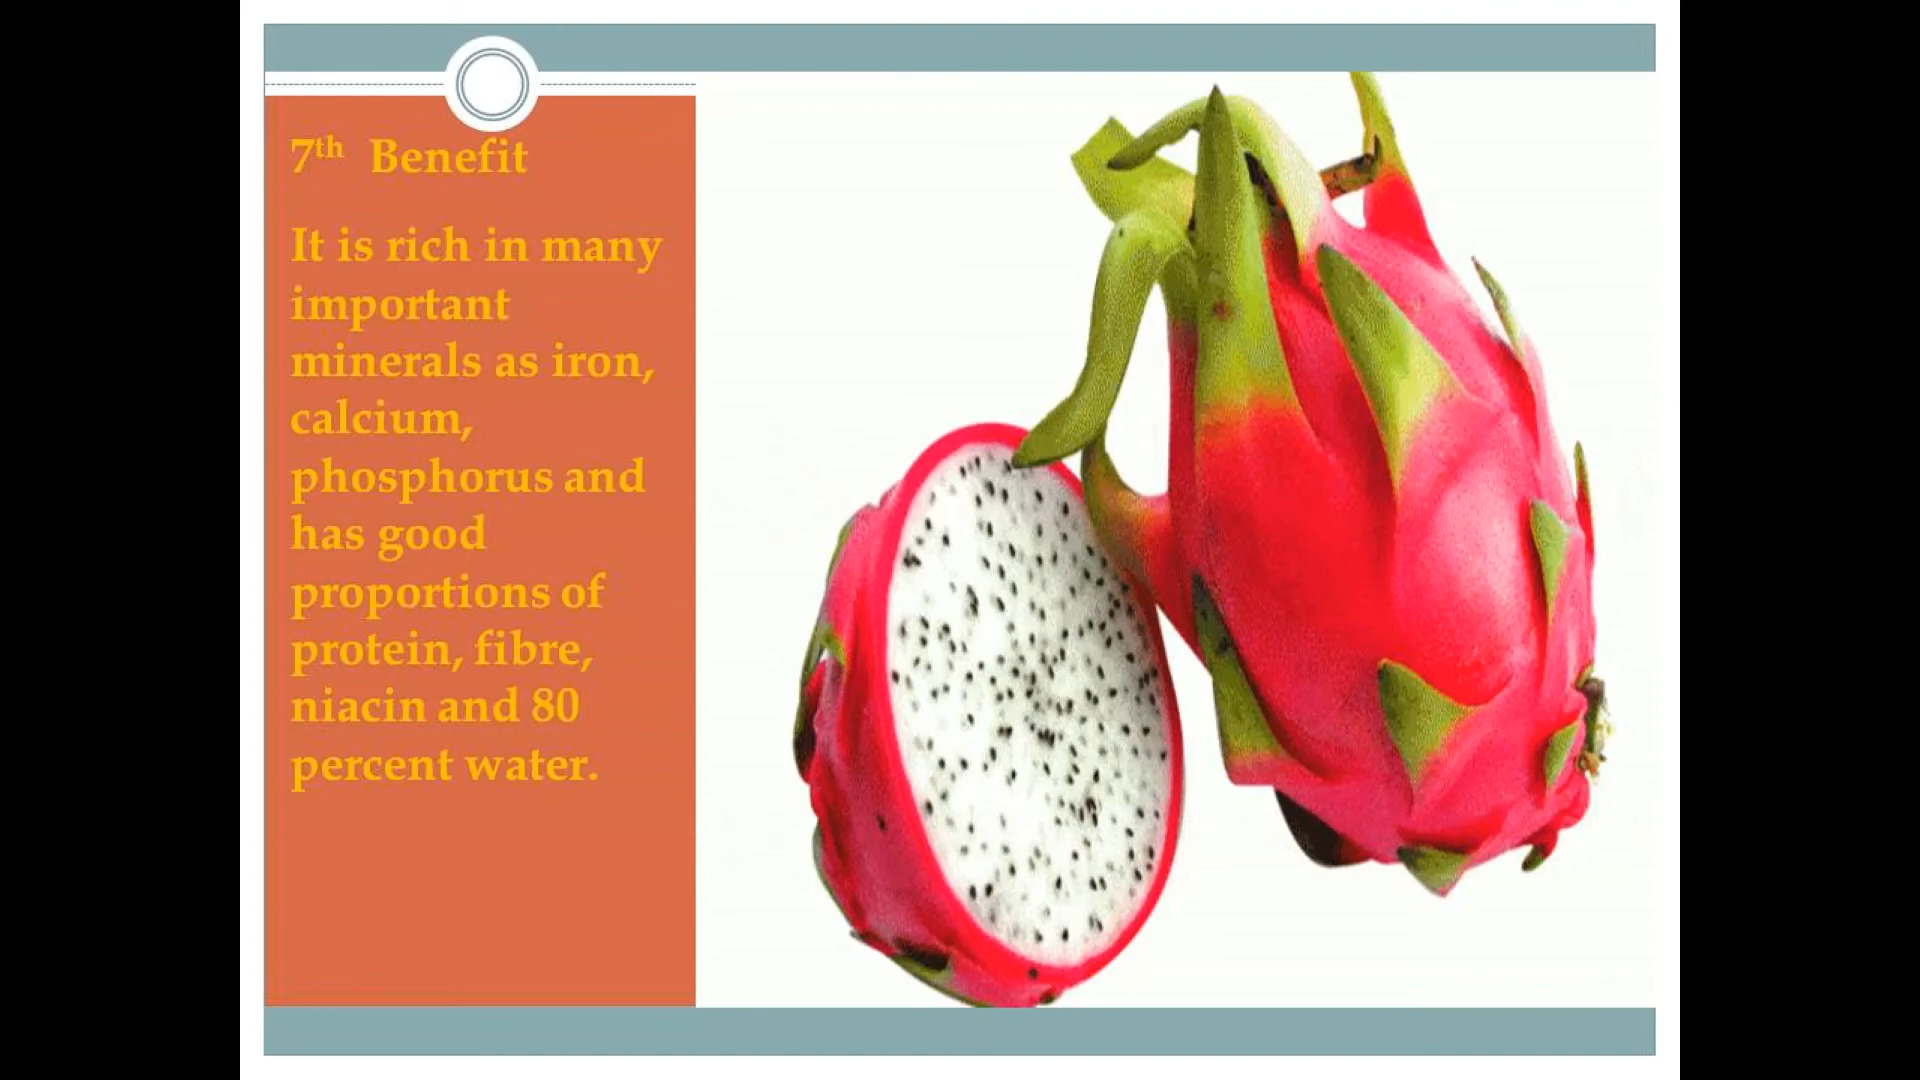 7th Benefit
It is rich in many
important
minerals as iron,
calcium,
phosphorus and
has good
proportions of
protein, fibre,
niacin and 80
percent water.